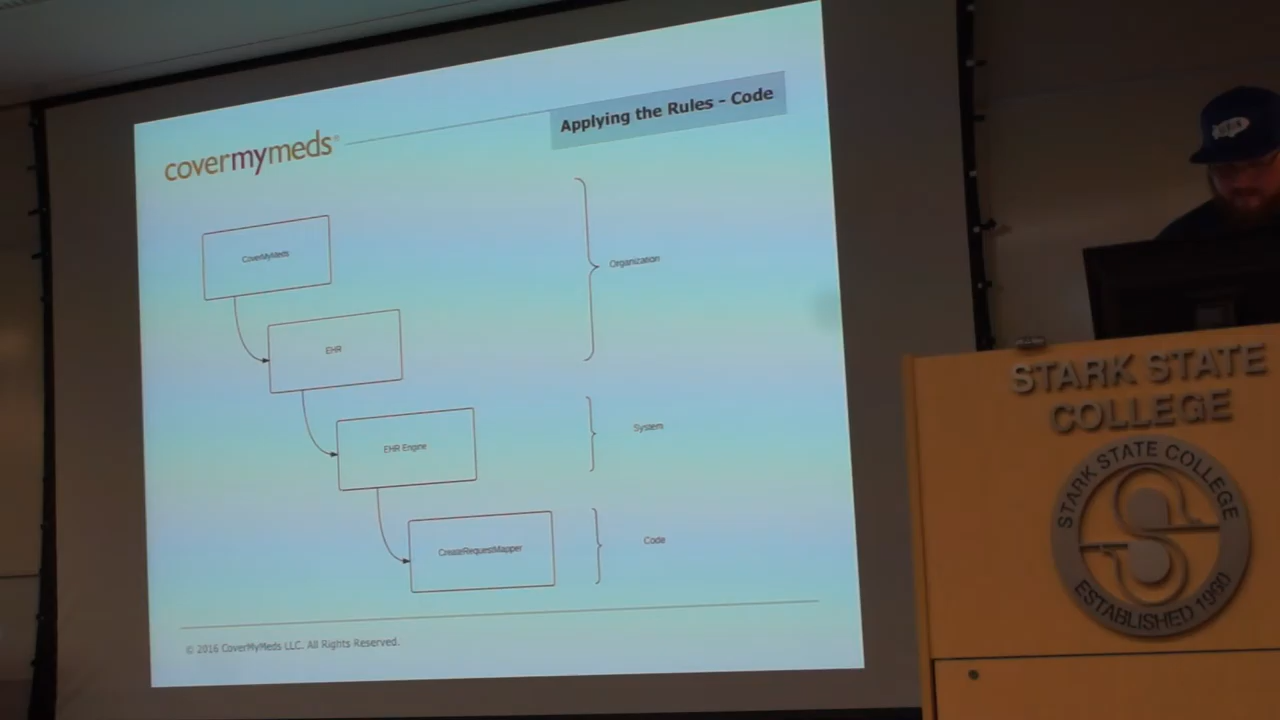 Applying the Rules - Code
covermymeds®
CoverMyMeds
Organization
EHR
EHR Engine
System
CreateRequestMapper
Code
© 2016 CoverMyMeds LLC. All Rights Reserved.
STARK STATE
COLLEGE
STARK STATE COLLEGE
ESTABLISHED 1960